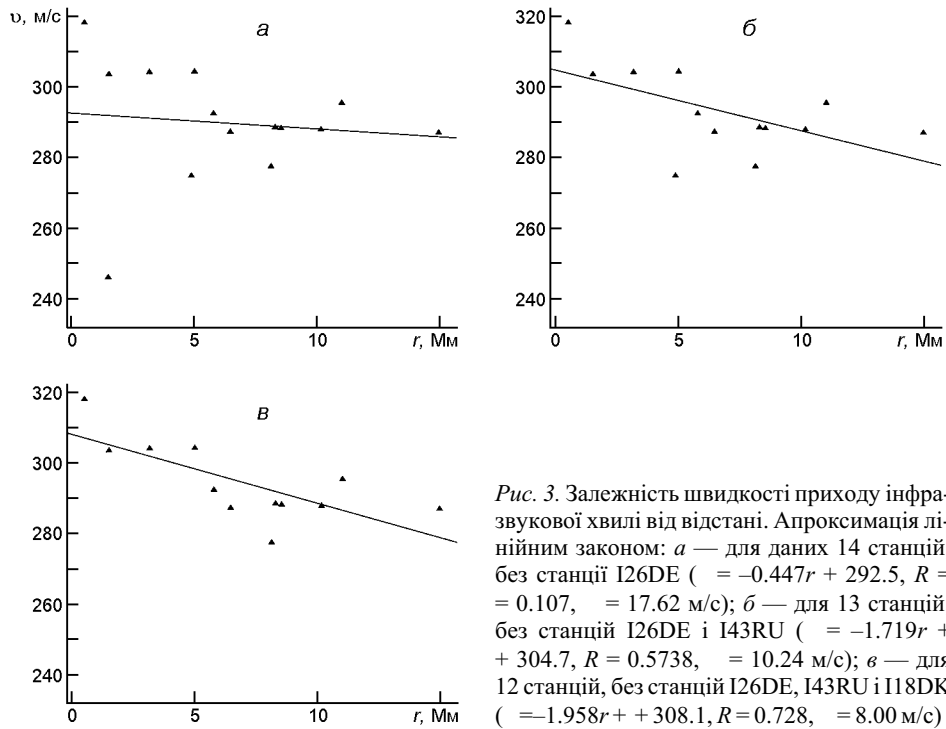 υ, м/с
320
300
280
260
240
0
5
10
r, Мм
а
320
300
280
260
240
0
5
10
r, Мм
б
320
300
280
260
240
0
5
10
r, Мм
в
Рис. 3. Залежність швидкості приходу інфра-
звукової хвилі від відстані. Апроксимація лі-
нійним законом: а — для даних 14 станцій,
без станції I26DE ( = –0.447r + 292.5, R =
= 0.107, = 17.62 м/с); б — для 13 станцій,
без станцій I26DE і I43RU ( = –1.719r +
+ 304.7, R = 0.5738, = 10.24 м/с); в — для
12 станцій, без станцій I26DE, I43RU і I18DK
( =–1.958r + + 308.1, R = 0.728, = 8.00 м/с)